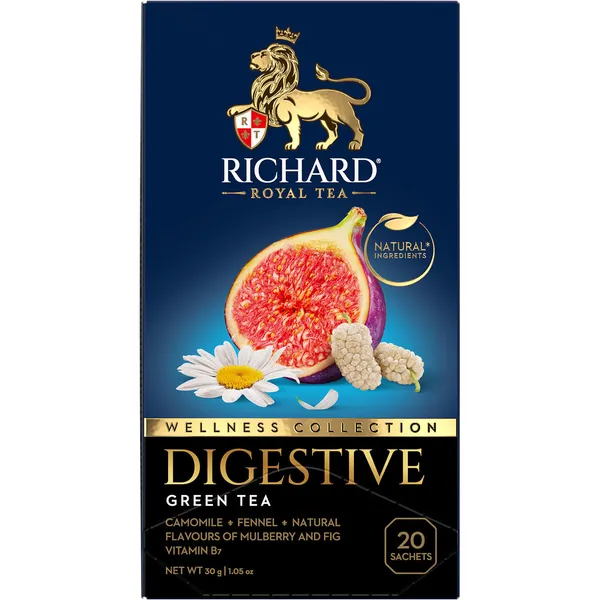 R T
RICHARD®
ROYAL TEA
NATURAL*
INGREDIENTS
WELLNESS COLLECTION
DIGESTIVE
GREEN TEA
CAMOMILE + FENNEL + NATURAL
FLAVOURS OF MULBERRY AND FIG
VITAMIN B7
NET WT 30 g | 1.05 oz
20
SACHETS